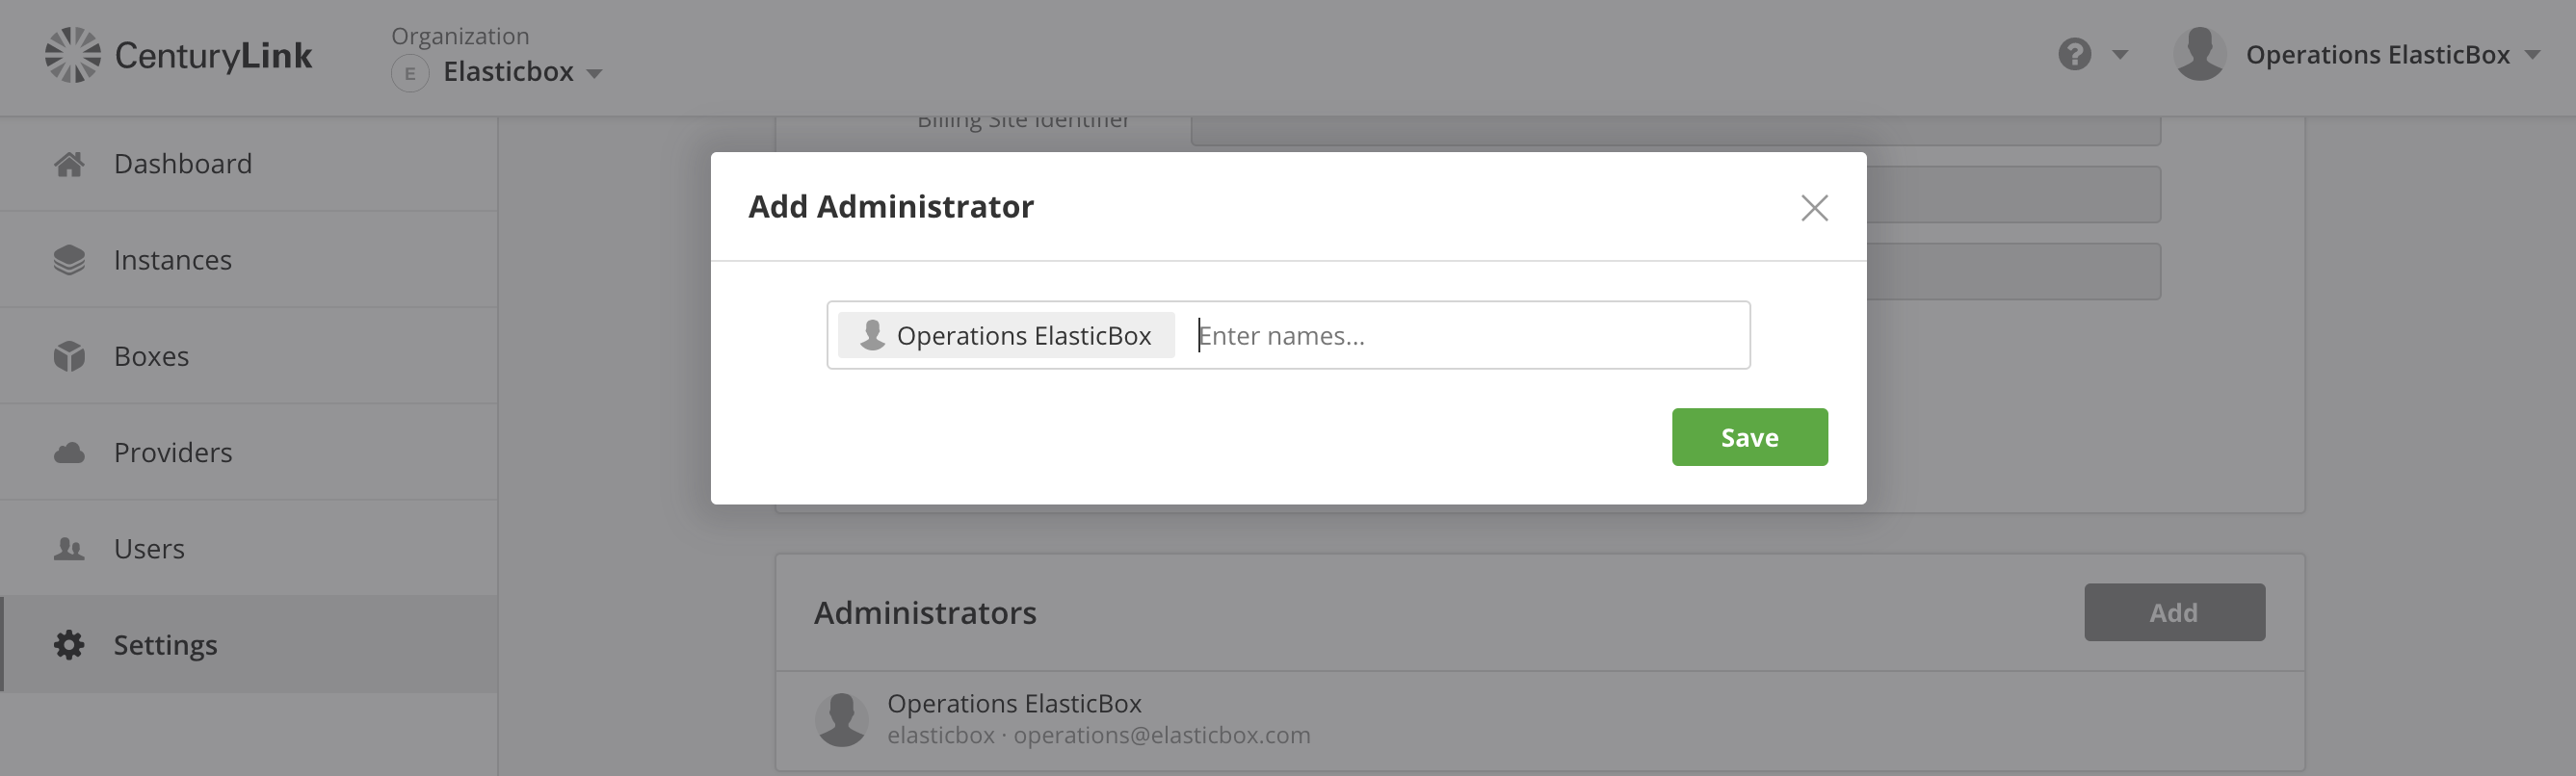 CenturyLink
Organization
E Elasticbox
? Operations ElasticBox
Dashboard
Instances
Boxes
Providers
Users
Settings
Billing Site Identifier
Add Administrator
Operations ElasticBox Enter names...
Save
Administrators
Add
Operations ElasticBox
elasticbox · operations@elasticbox.com